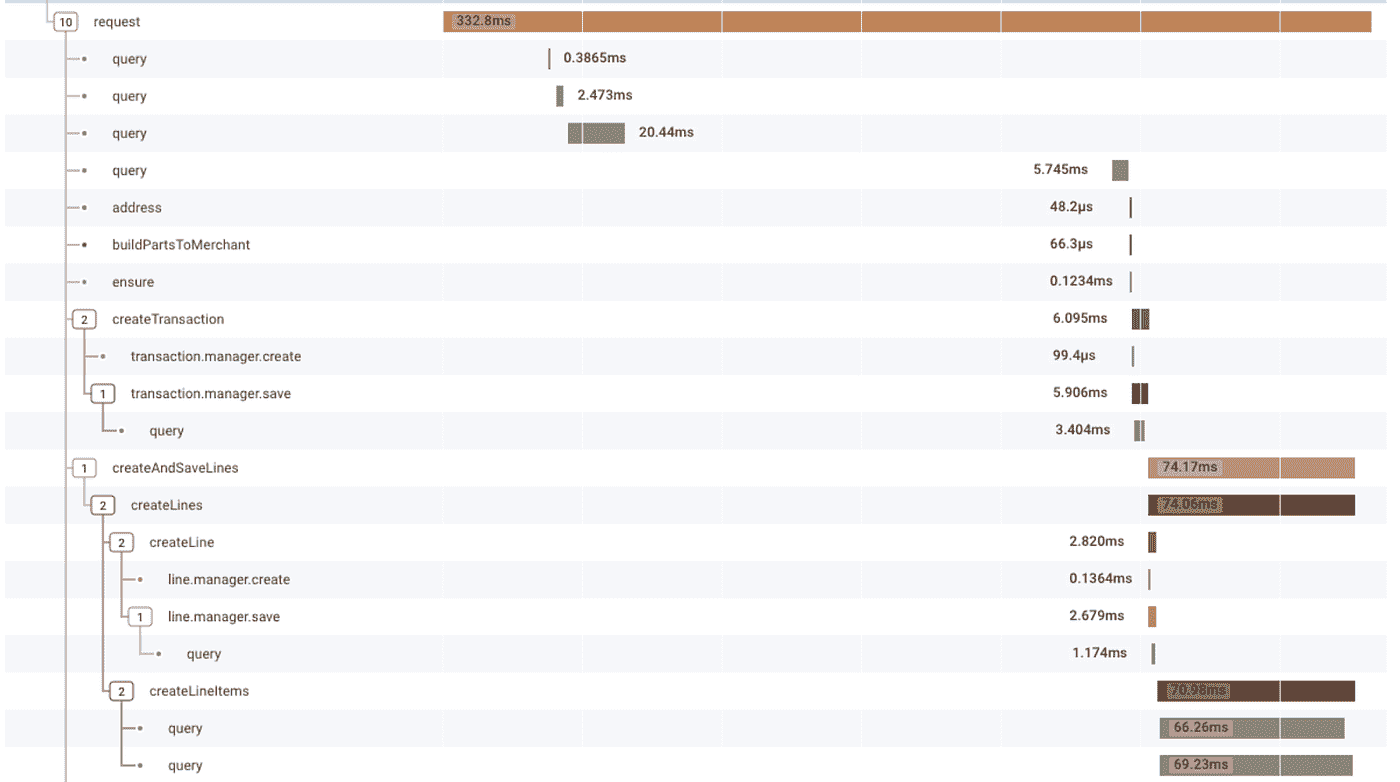 10 request 332.8ms
query 0.3865ms
query 2.473ms
query 20.44ms
query 5.745ms
address 48.2µs
buildPartsToMerchant 66.3µs
ensure 0.1234ms
2 createTransaction 6.095ms
transaction.manager.create 99.4µs
1 transaction.manager.save 5.906ms
query 3.404ms
1 createAndSaveLines 74.17ms
2 createLines 74.06ms
2 createLine 2.820ms
line.manager.create 0.1364ms
1 line.manager.save 2.679ms
query 1.174ms
2 createLineItems 70.98ms
query 66.26ms
query 69.23ms